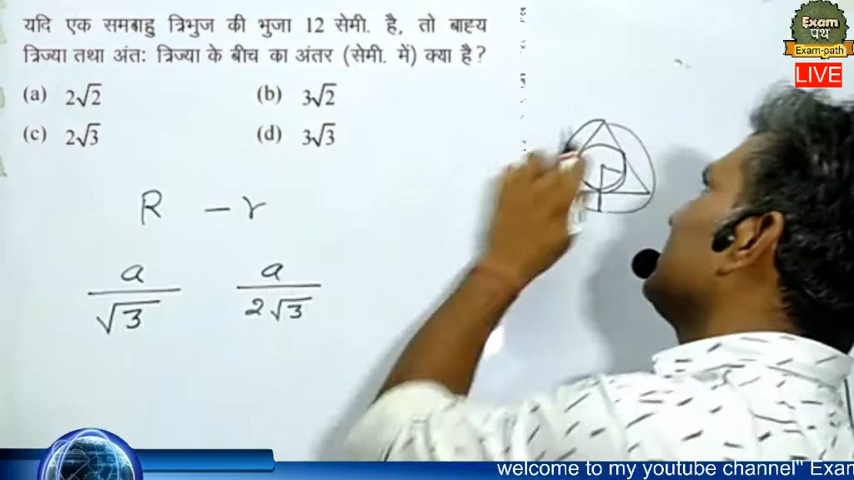 यदि एक समबाहु त्रिभुज की भुजा 12 सेमी. है, तो बाह्य
त्रिज्या तथा अंतः त्रिज्या के बीच का अंतर (सेमी. में) क्या है?
(a) 2√2 (b) 3√2
(c) 2√3 (d) 3√3
R - r
a/√3 a/2√3
Exam
पथ
Exam-path
LIVE
welcome to my youtube channel" Exam